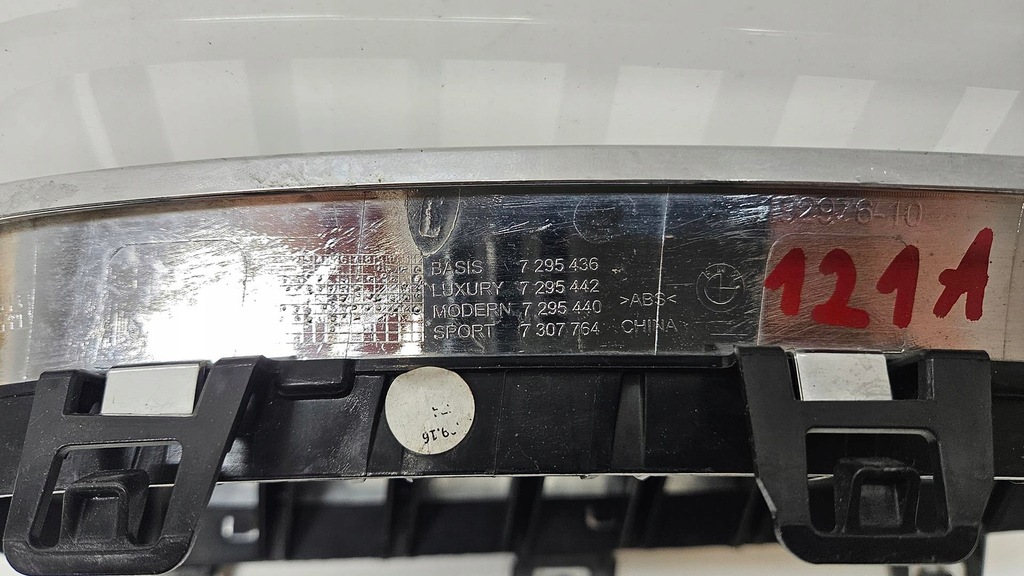 BASIS 7 295 436
LUXURY 7 295 442
MODERN 7 295 440
SPORT 7 307 764
>ABS<
CHINA
121A